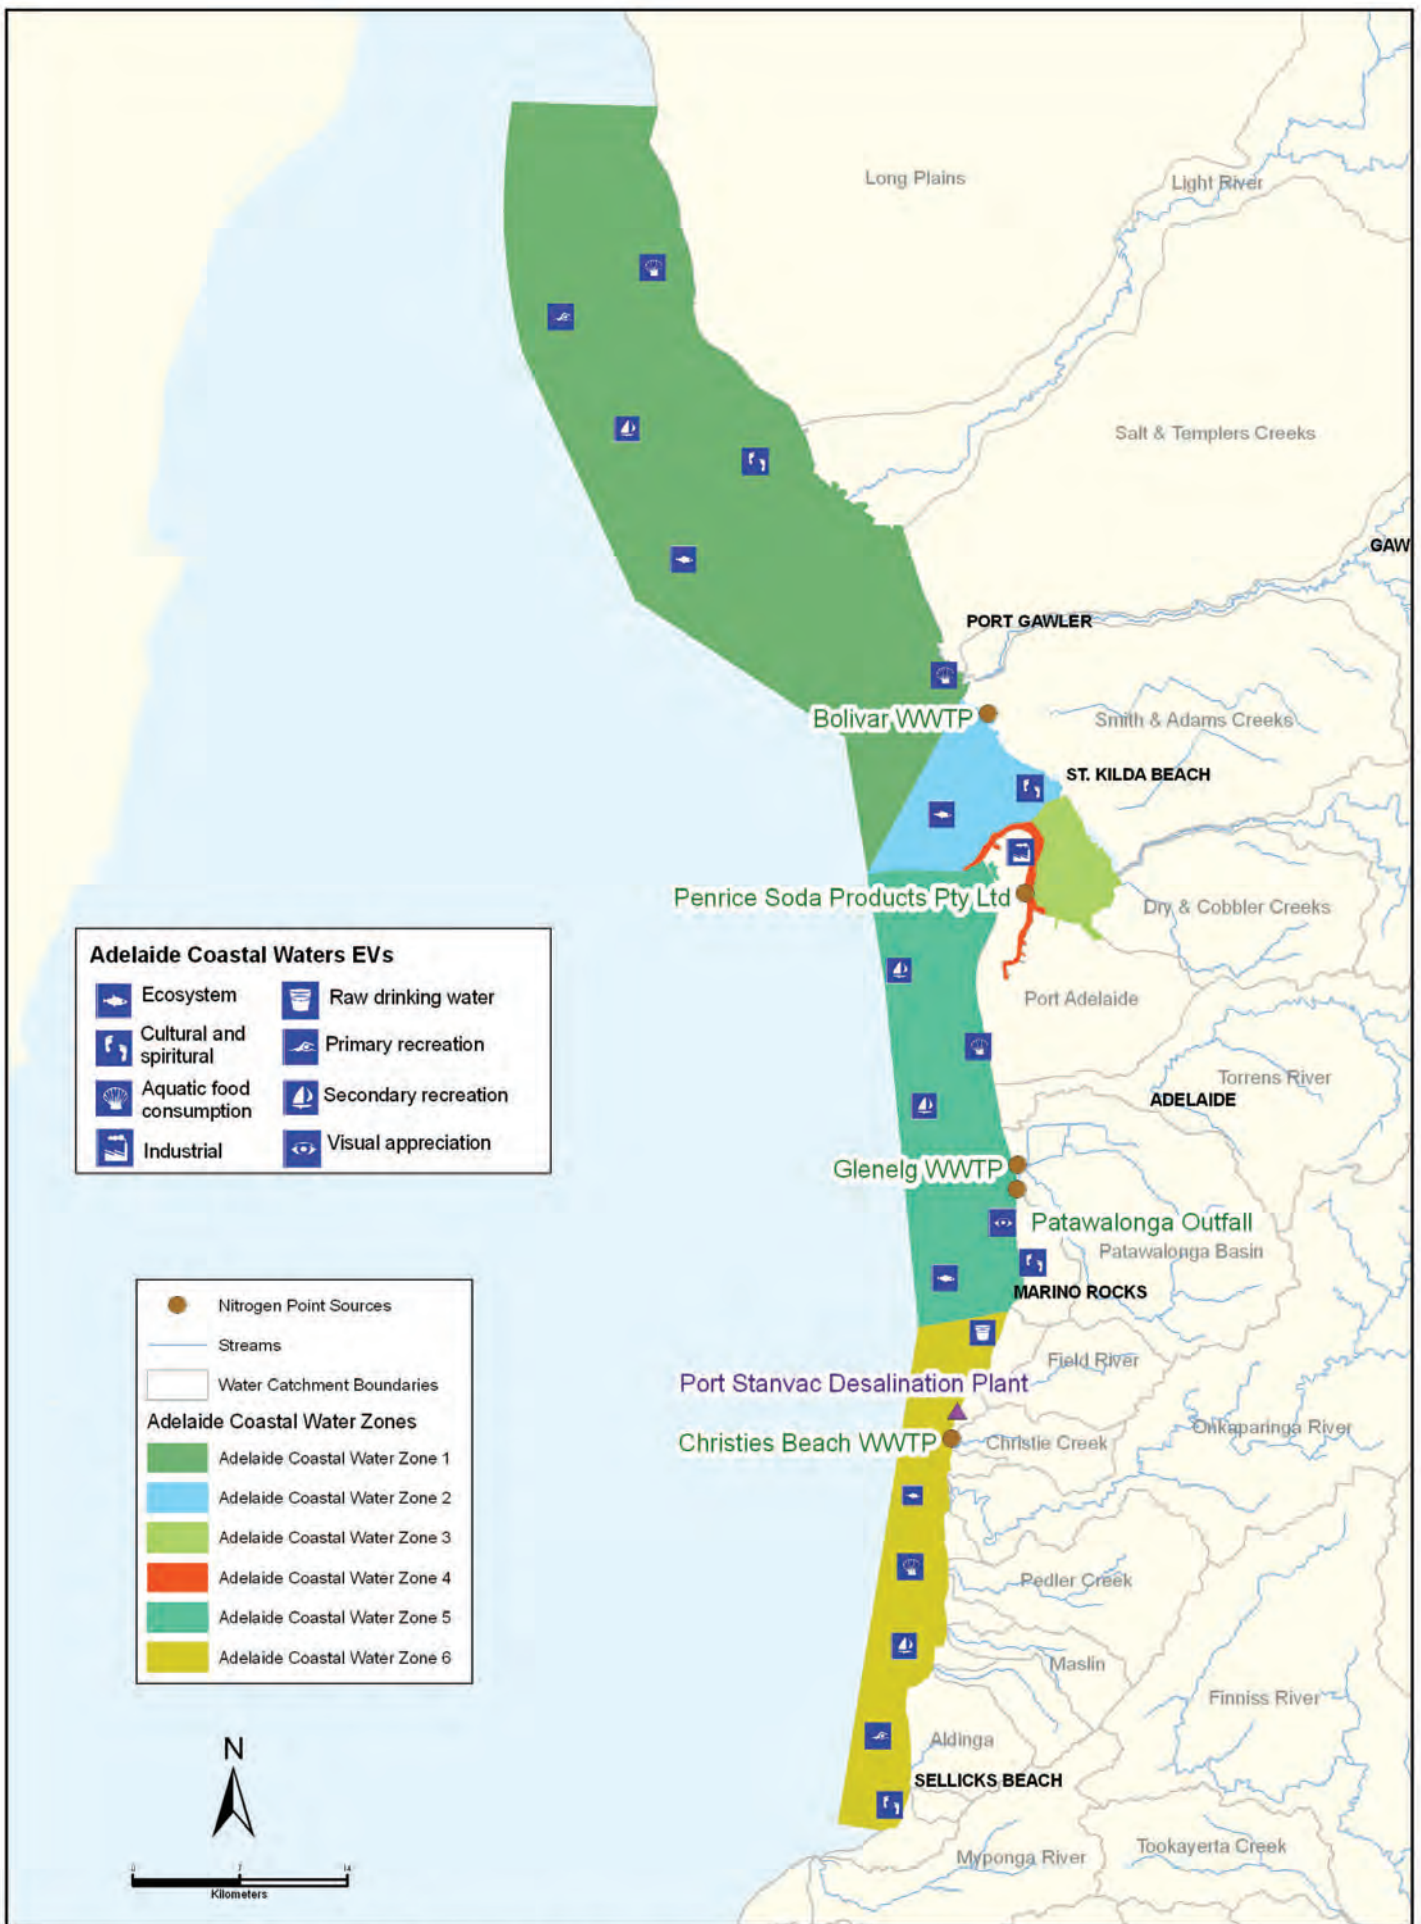 Long Plains
Light River
Salt & Templers Creeks
GAW
PORT GAWLER
Bolivar WWTP
Smith & Adams Creeks
ST. KILDA BEACH
Penrice Soda Products Pty Ltd
Dry & Cobbler Creeks
Port Adelaide
Adelaide Coastal Waters EVs
Ecosystem
Raw drinking water
Cultural and
spiritural
Primary recreation
Aquatic food
consumption
Secondary recreation
Industrial
Visual appreciation
Torrens River
ADELAIDE
Glenelg WWTP
Patawalonga Outfall
Patawalonga Basin
MARINO ROCKS
Field River
Port Stanvac Desalination Plant
Onkaparinga River
Christies Beach WWTP
Christie Creek
Pedler Creek
Maslin
Finniss River
Aldinga
SELLICKS BEACH
Myponga River
Tookayerta Creek
Nitrogen Point Sources
Streams
Water Catchment Boundaries
Adelaide Coastal Water Zones
Adelaide Coastal Water Zone 1
Adelaide Coastal Water Zone 2
Adelaide Coastal Water Zone 3
Adelaide Coastal Water Zone 4
Adelaide Coastal Water Zone 5
Adelaide Coastal Water Zone 6
N
0 7 14
Kilometers